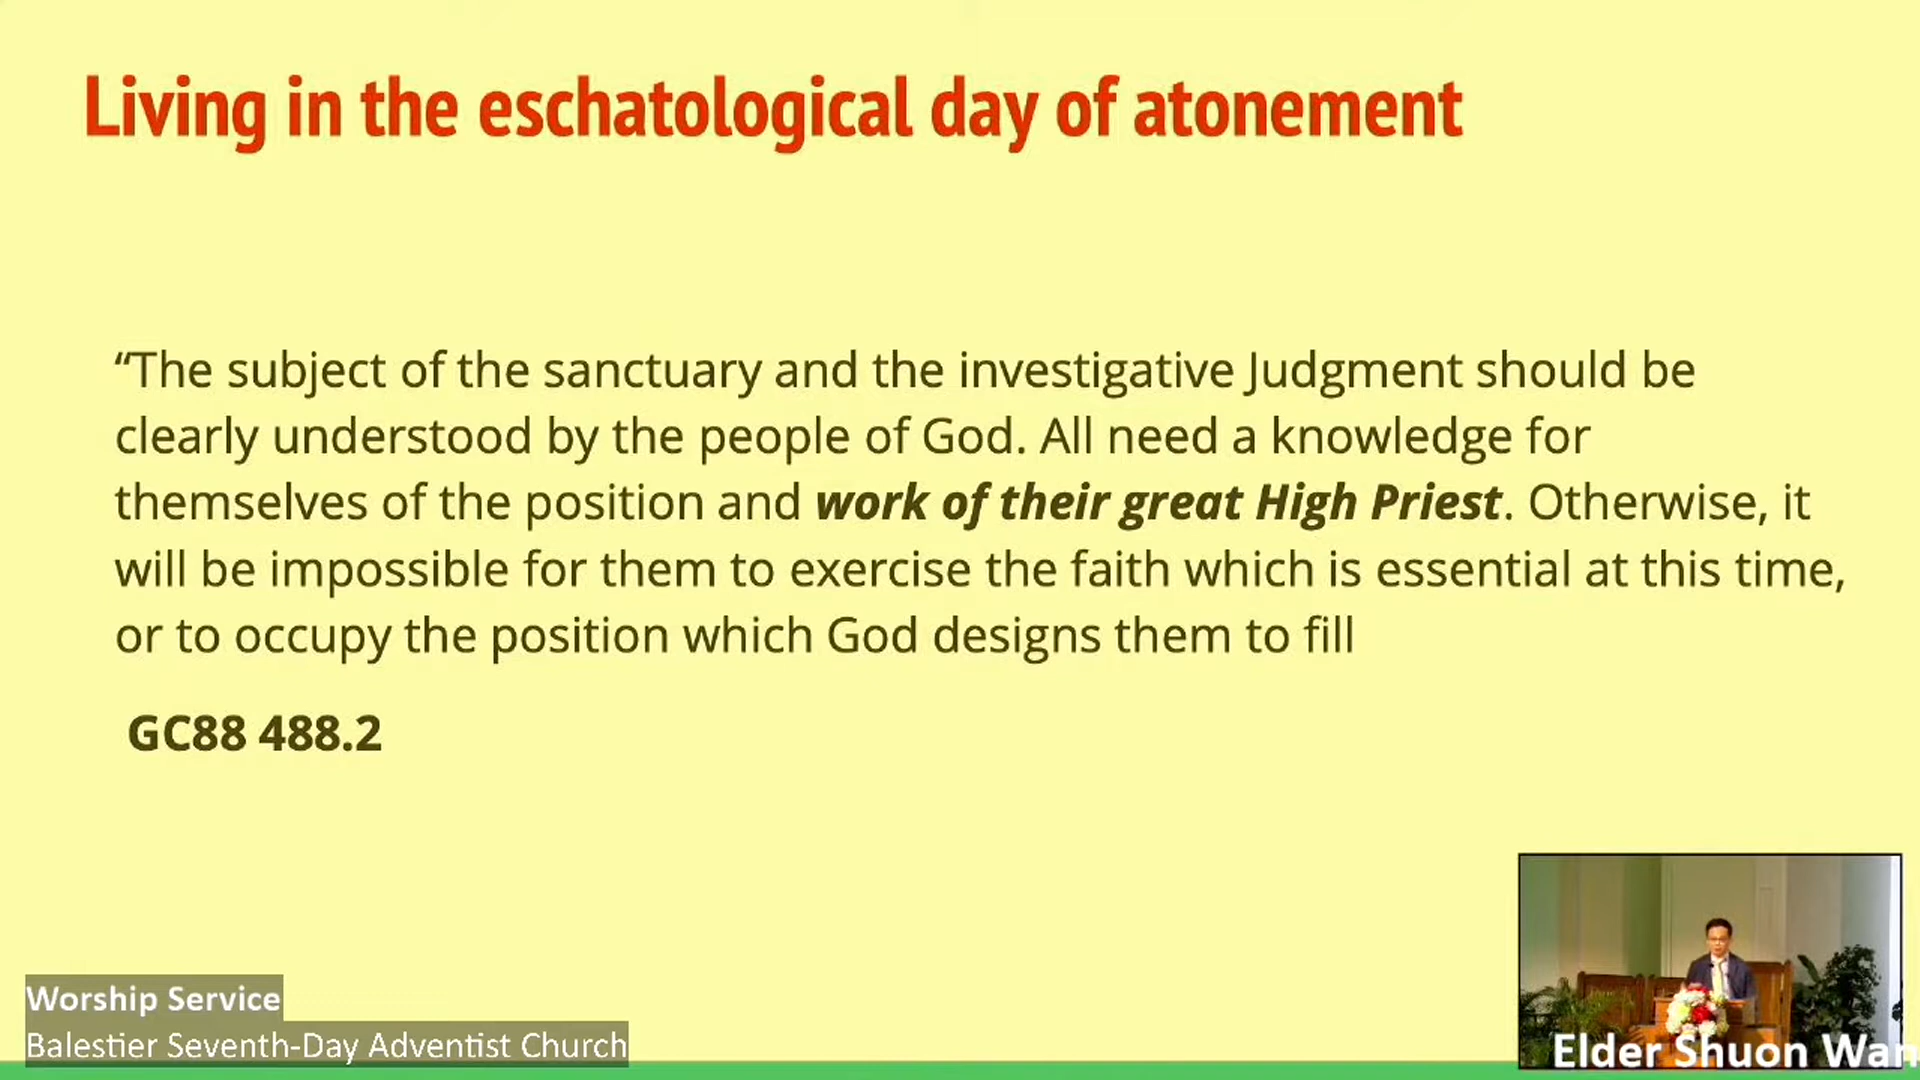 Living in the eschatological day of atonement
“The subject of the sanctuary and the investigative Judgment should be
clearly understood by the people of God. All need a knowledge for
themselves of the position and work of their great High Priest. Otherwise, it
will be impossible for them to exercise the faith which is essential at this time,
or to occupy the position which God designs them to fill
GC88 488.2
Worship Service
Balestier Seventh-Day Adventist Church
Elder Shuon Wan